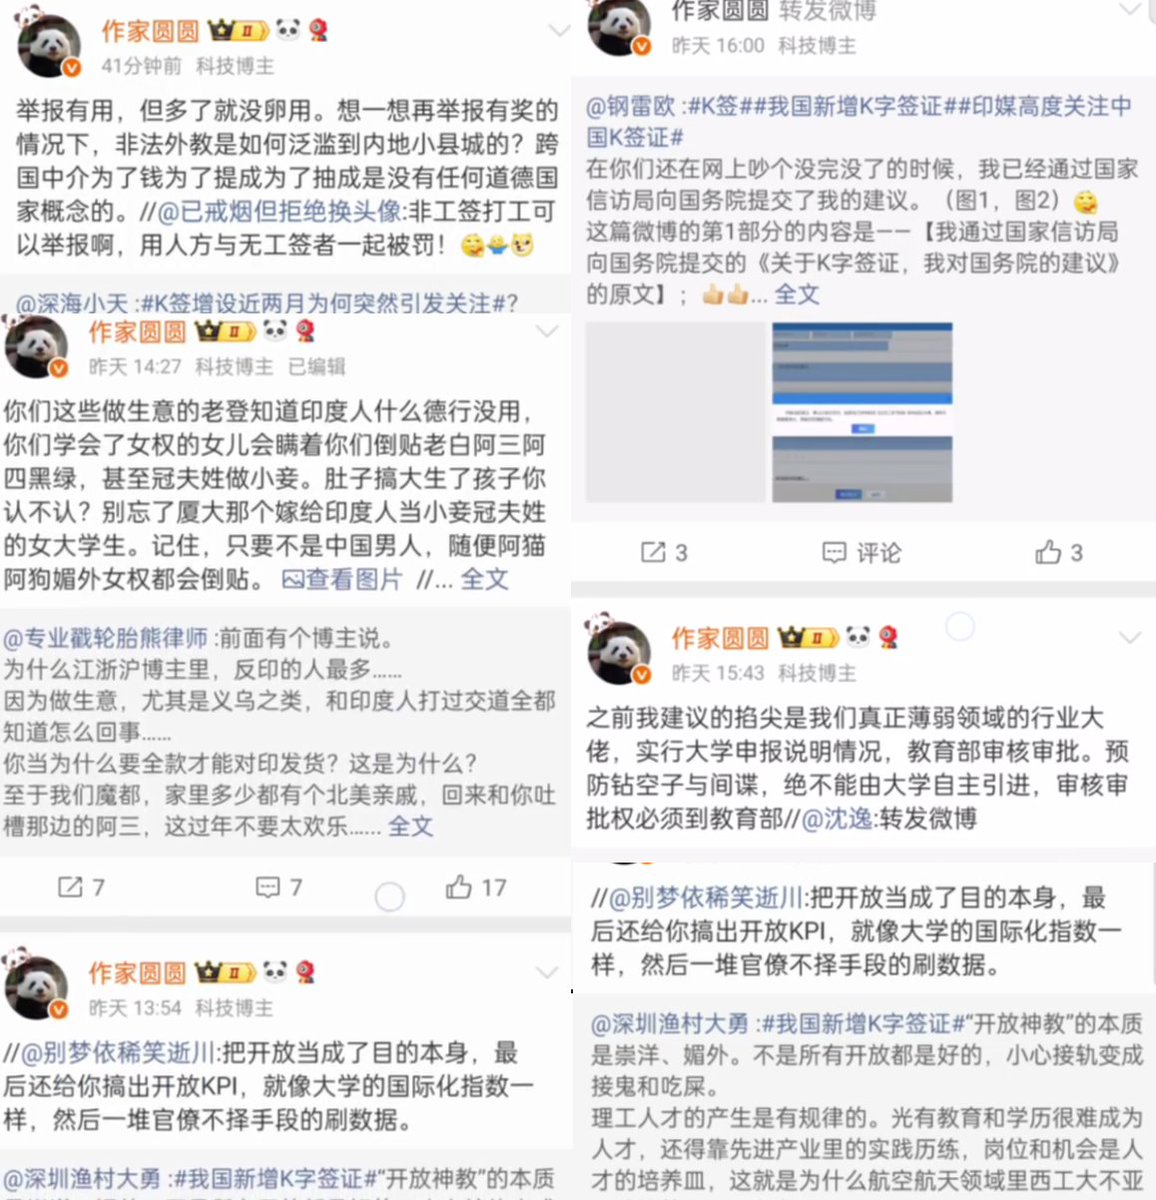 作家圆圆
41分钟前 科技博主
举报有用，但多了就没卵用。想一想再举报有奖的
情况下，非法外教是如何泛滥到内地小县城的？跨
国中介为了钱为了提成为了抽成是没有任何道德国
家概念的。//@已戒烟但拒绝换头像:非工签打工可
以举报啊，用人方与无工签者一起被罚！
@深海小天 :#K签增设近两月为何突然引发关注#?
作家圆圆
昨天 14:27 科技博主 已编辑
你们这些做生意的老登知道印度人什么德行没用，
你们学会了女权的女儿会瞒着你们倒贴老白阿三阿
四黑绿，甚至冠夫姓做小妾。肚子搞大生了孩子你
认不认？别忘了厦大那个嫁给印度人当小妾冠夫姓
的女大学生。记住，只要不是中国男人，随便阿猫
阿狗媚外女权都会倒贴。 查看图片 //... 全文
@专业戳轮胎熊律师 :前面有个博主说。
为什么江浙沪博主里，反印的人最多......
因为做生意，尤其是义乌之类，和印度人打过交道全都
知道怎么回事......
你当为什么要全款才能对印发货？这是为什么？
至于我们魔都，家里多少都有个北美亲戚，回来和你吐
槽那边的阿三，这过年不要太欢乐...... 全文
7 7 17
作家圆圆
昨天 13:54 科技博主
//@别梦依稀笑逝川:把开放当成了目的本身，最
后还给你搞出开放KPI，就像大学的国际化指数一
样，然后一堆官僚不择手段的刷数据。
@深圳渔村大勇 :#我国新增K字签证#“开放神教”的本质
作家圆圆 转发微博
昨天 16:00 科技博主
@钢雷欧 :#K签##我国新增K字签证##印媒高度关注中
国K签证#
在你们还在网上吵个没完没了的时候，我已经通过国家
信访局向国务院提交了我的建议。（图1，图2）
这篇微博的第1部分的内容是——【我通过国家信访局
向国务院提交的《关于K字签证，我对国务院的建议》
的原文】； ... 全文
3 评论 3
作家圆圆
昨天 15:43 科技博主
之前我建议的掐尖是我们真正薄弱领域的行业大
佬，实行大学申报说明情况，教育部审核审批。预
防钻空子与间谍，绝不能由大学自主引进，审核审
批权必须到教育部//@沈逸:转发微博
//@别梦依稀笑逝川:把开放当成了目的本身，最
后还给你搞出开放KPI，就像大学的国际化指数一
样，然后一堆官僚不择手段的刷数据。
@深圳渔村大勇 :#我国新增K字签证#“开放神教”的本质
是崇洋、媚外。不是所有开放都是好的，小心接轨变成
接鬼和吃屎。
理工人才的产生是有规律的。光有教育和学历很难成为
人才，还得靠先进产业里的实践历练，岗位和机会是人
才的培养皿，这就是为什么航空航天领域里西工大不亚